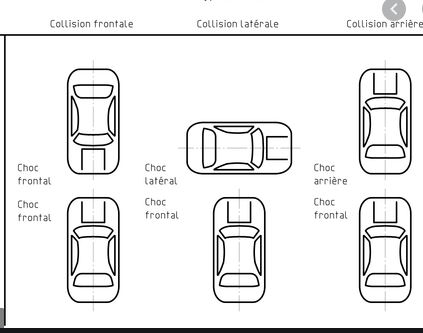 Collision frontale
Collision latérale
Collision arrière
Choc
frontal
Choc
latéral
Choc
arrière
Choc
frontal
Choc
frontal
Choc
frontal